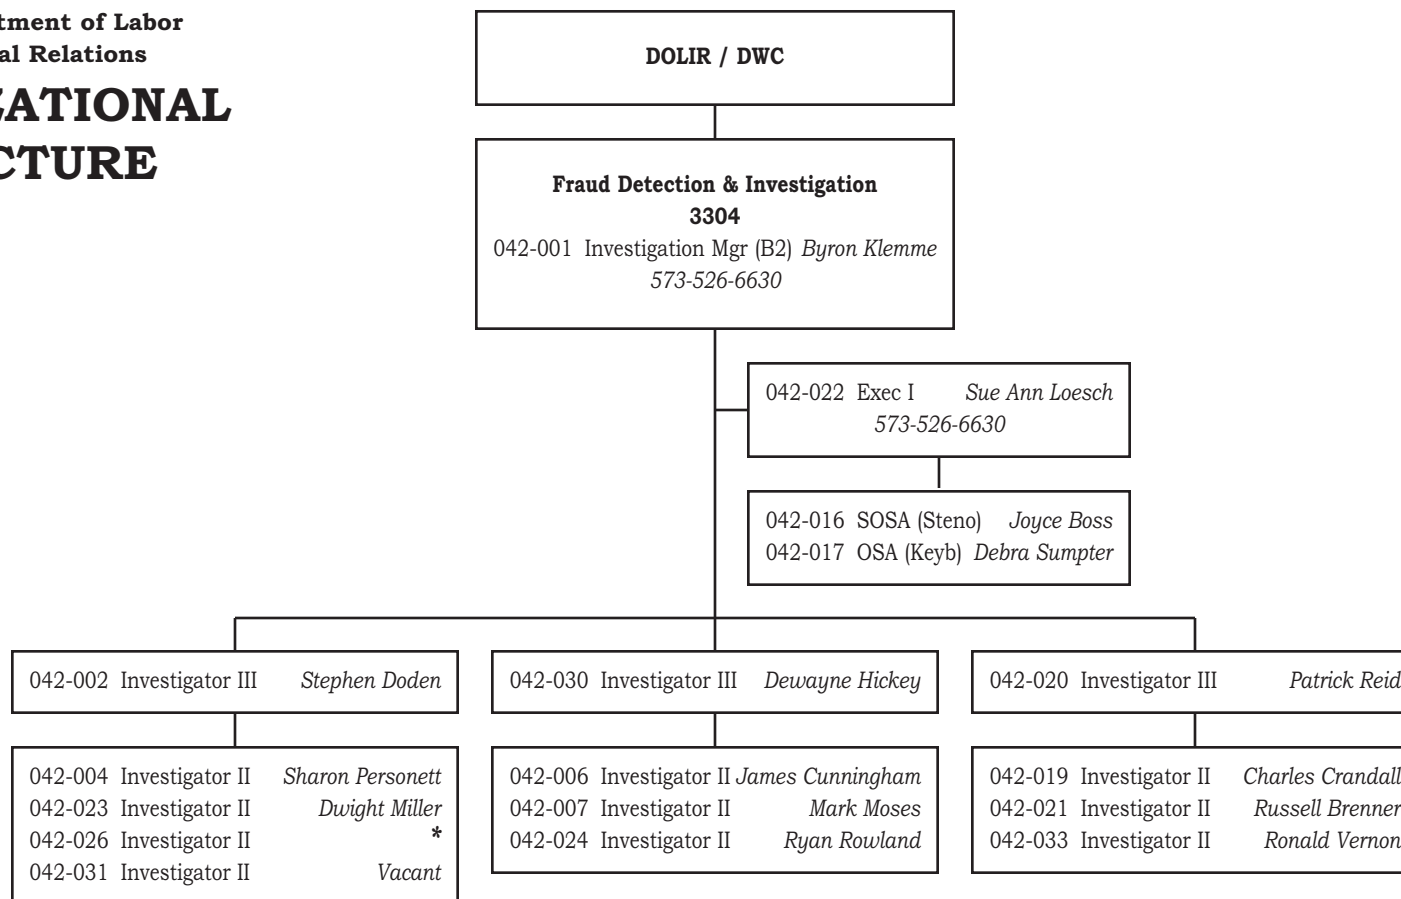 tment of Labor
al Relations
ZATIONAL
CTURE
DOLIR / DWC
Fraud Detection & Investigation
3304
042-001 Investigation Mgr (B2) Byron Klemme
573-526-6630
042-022 Exec I Sue Ann Loesch
573-526-6630
042-016 SOSA (Steno) Joyce Boss
042-017 OSA (Keyb) Debra Sumpter
042-002 Investigator III Stephen Doden
042-004 Investigator II Sharon Personett
042-023 Investigator II Dwight Miller
042-026 Investigator II *
042-031 Investigator II Vacant
042-030 Investigator III Dewayne Hickey
042-006 Investigator II James Cunningham
042-007 Investigator II Mark Moses
042-024 Investigator II Ryan Rowland
042-020 Investigator III Patrick Reid
042-019 Investigator II Charles Crandall
042-021 Investigator II Russell Brenner
042-033 Investigator II Ronald Vernon